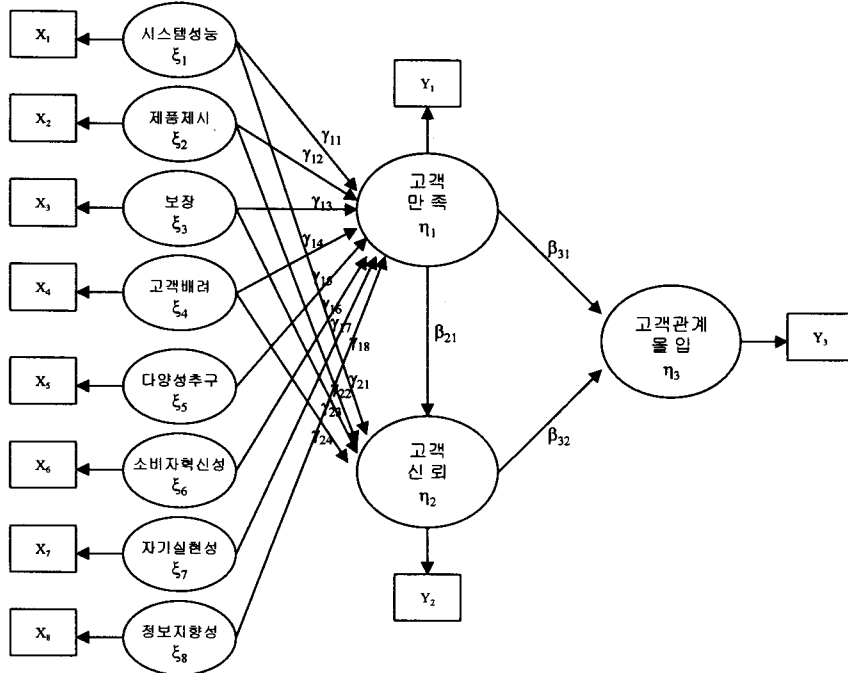 X₁
시스템성능
ξ₁
X₂
제품제시
ξ₂
X₃
보장
ξ₃
X₄
고객배려
ξ₄
X₅
다양성추구
ξ₅
X₆
소비자혁신성
ξ₆
X₇
자기실현성
ξ₇
X₈
정보지향성
ξ₈
γ₁₁
γ₁₂
γ₁₃
γ₁₄
γ₁₅
γ₁₆
γ₁₇
γ₁₈
γ₂₁
γ₂₂
γ₂₃
γ₂₄
Y₁
고객
만 족
η₁
β₂₁
고객
신 뢰
η₂
Y₂
β₃₁
β₃₂
고객관계
몰 입
η₃
Y₃